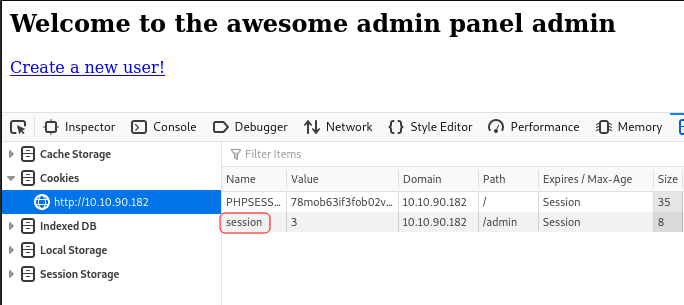 Welcome to the awesome admin panel admin
Create a new user!
Inspector Console Debugger Network Style Editor Performance Memory
Cache Storage
Filter Items
Cookies
Name Value Domain Path Expires / Max-Age Size
http://10.10.90.182
PHPSESS... 78mob63if3fob02v... 10.10.90.182 / Session 35
Indexed DB
session 3 10.10.90.182 /admin Session 8
Local Storage
Session Storage